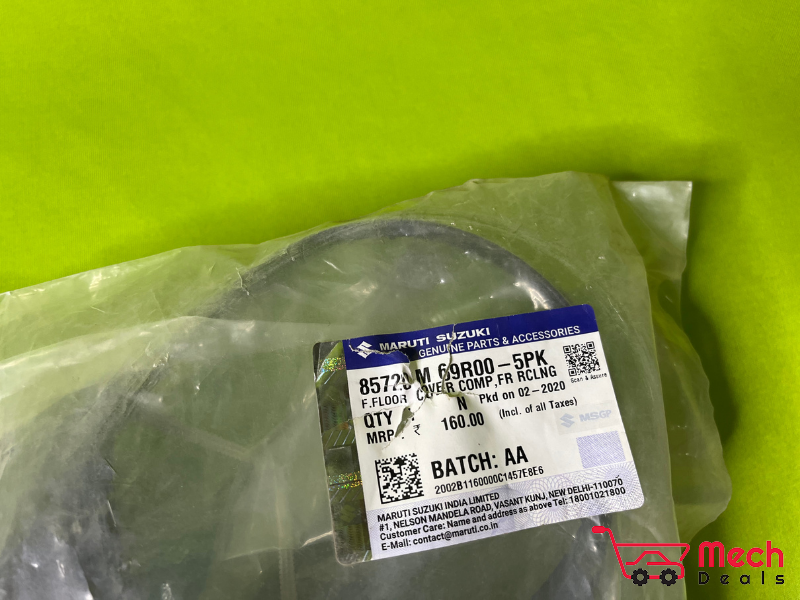 MARUTI SUZUKI
GENUINE PARTS & ACCESSORIES
M 69R00-5PK
F.FLOOR COMP,FR RCLNG
QTY N Pkd on 02-2020
MRP ₹ 160.00 (Incl. of all Taxes)
Scan & Assure
MSGP
BATCH: AA
2002B1160000C1457E8E6
MARUTI SUZUKI INDIA LIMITED
#1, NELSON MANDELA ROAD, VASANT KUNJ, NEW DELHI-110070
Customer Care: Name and address as above Tel: 18001021800
E-Mail: contact@maruti.co.in
Mech
Deals